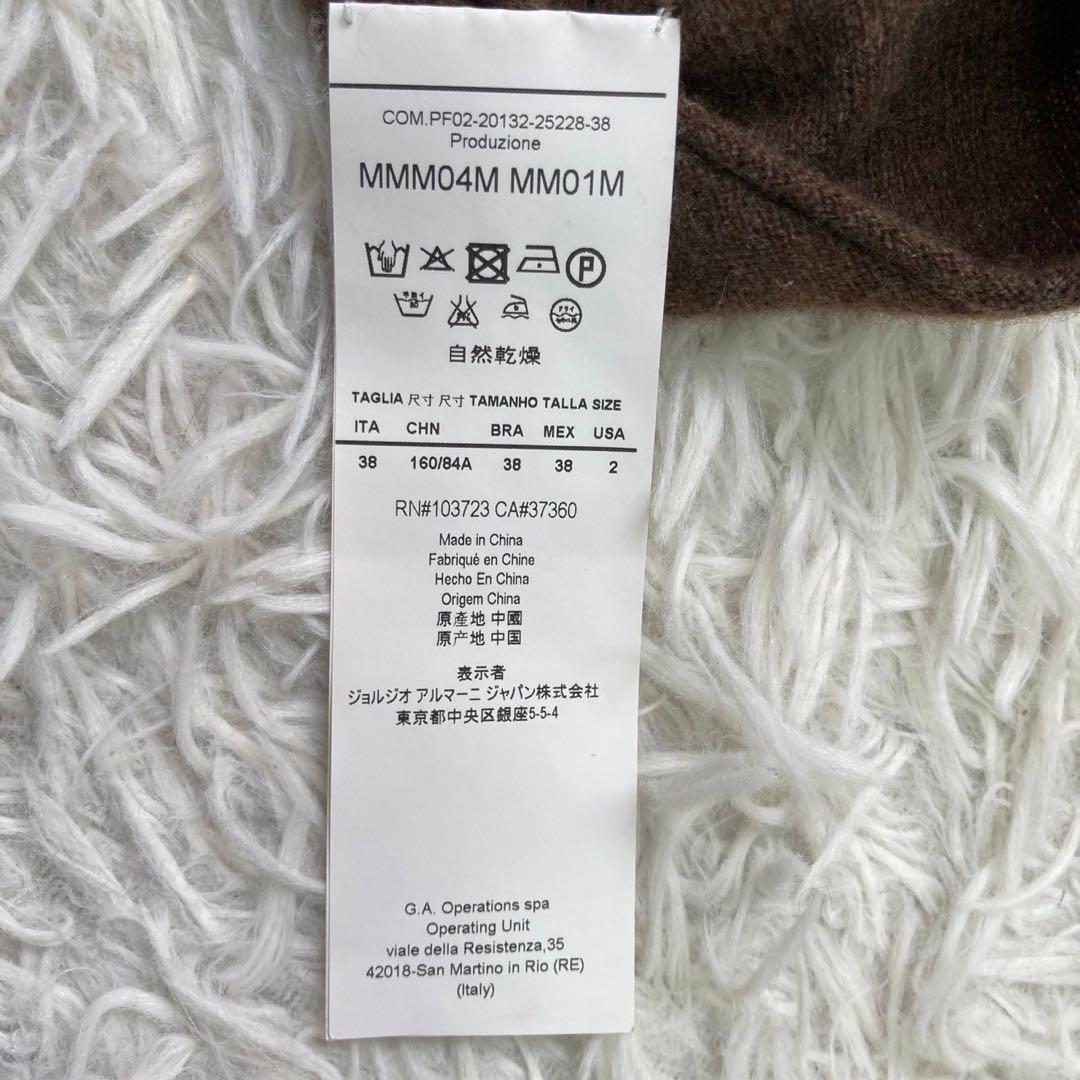 COM.PF02-20132-25228-38
Produzione
MMM04M MM01M
P
自然乾燥
TAGLIA 尺寸 尺寸 TAMANHO TALLA SIZE
ITA CHN BRA MEX USA
38 160/84A 38 38 2
RN#103723 CA#37360
Made in China
Fabriqué en Chine
Hecho En China
Origem China
原產地 中國
原产地 中国
表示者
ジョルジオ アルマーニ ジャパン株式会社
東京都中央区銀座5-5-4
G.A. Operations spa
Operating Unit
viale della Resistenza,35
42018-San Martino in Rio (RE)
(Italy)